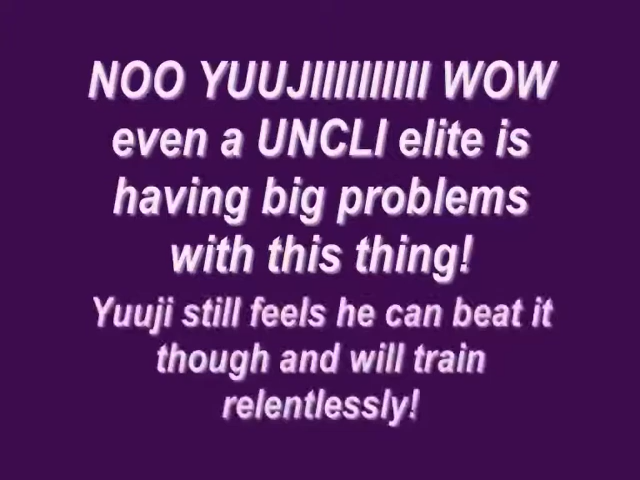 NOO YUUJIIIIIIIIII WOW
even a UNCLI elite is
having big problems
with this thing!
Yuuji still feels he can beat it
though and will train
relentlessly!